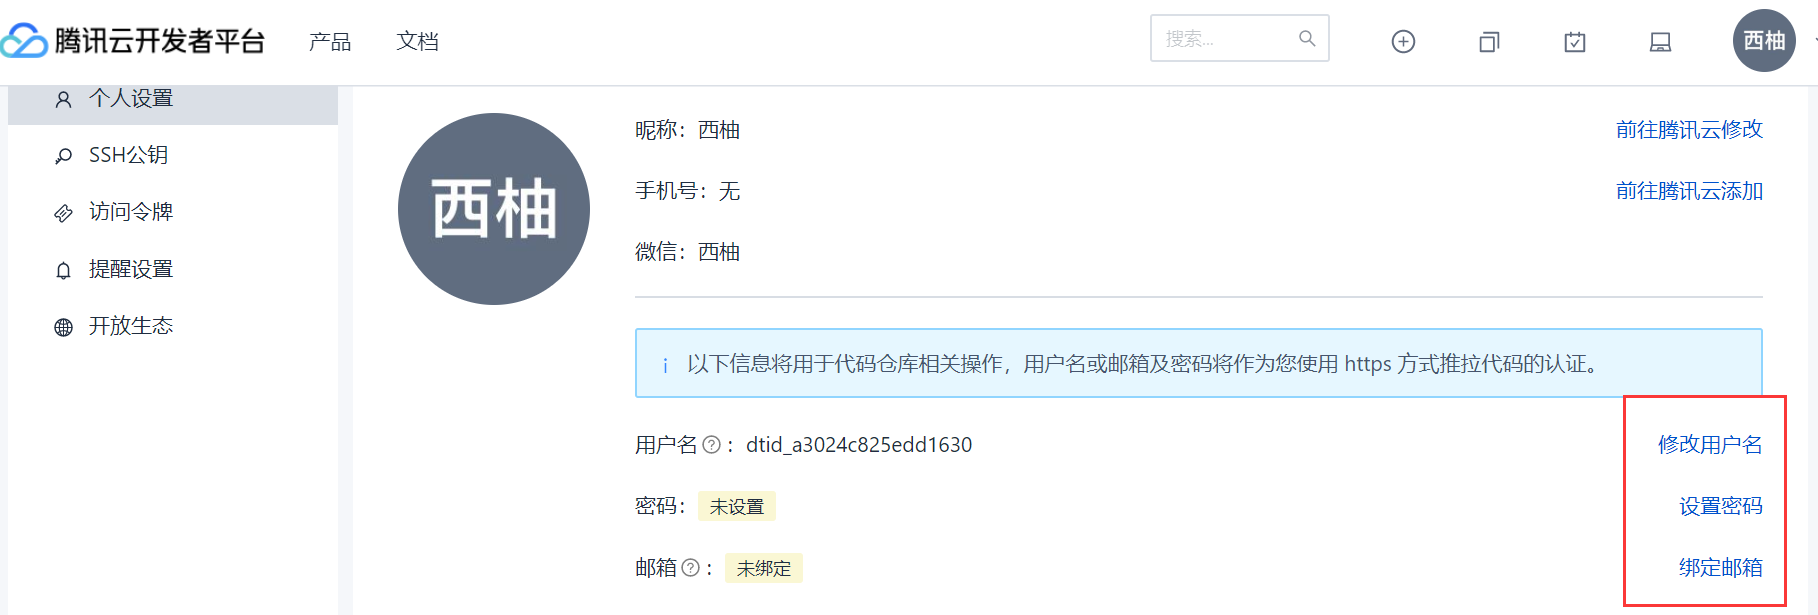 腾讯云开发者平台 产品 文档 搜索... 西柚
个人设置
SSH公钥
访问令牌
提醒设置
开放生态
西柚
昵称：西柚 前往腾讯云修改
手机号：无 前往腾讯云添加
微信：西柚
i 以下信息将用于代码仓库相关操作，用户名或邮箱及密码将作为您使用 https 方式推拉代码的认证。
用户名?：dtid_a3024c825edd1630 修改用户名
密码：未设置 设置密码
邮箱?：未绑定 绑定邮箱